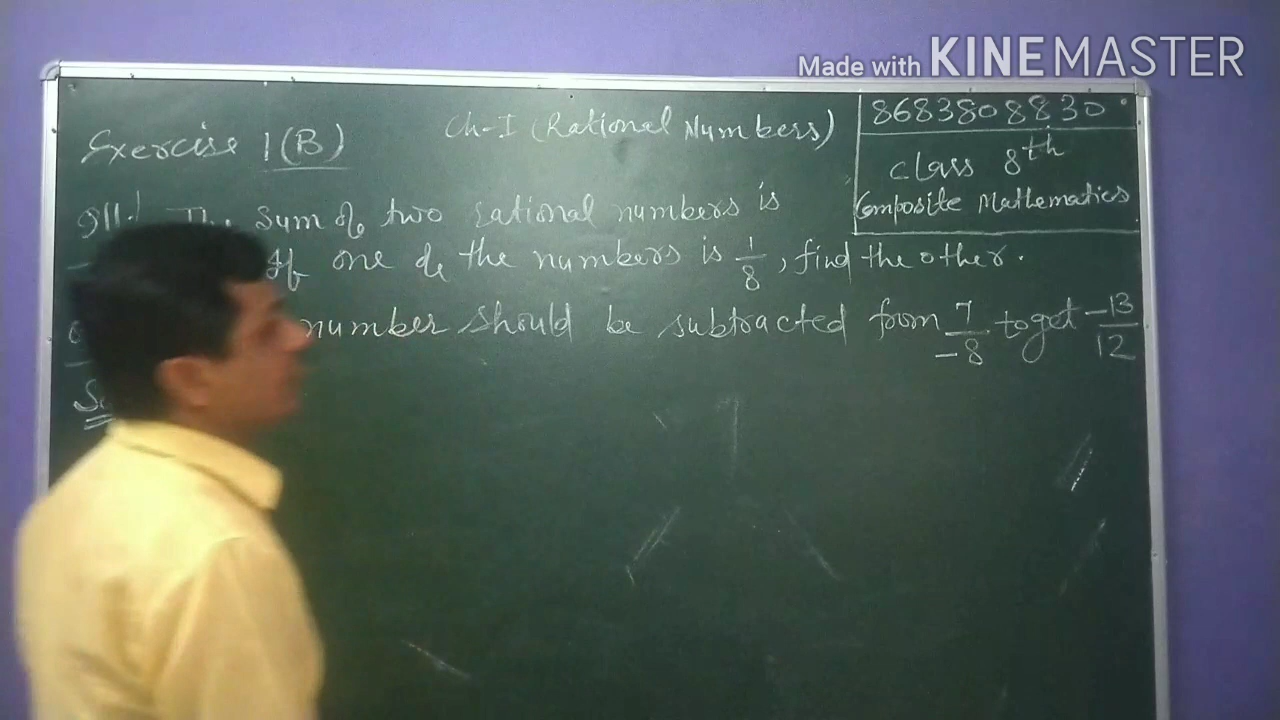 Made with KINEMASTER
8683808830
Exercise 1(B)
Ch-I (Rational Numbers)
class 8th
Composite Mathematics
sum of two rational numbers is
If one of the numbers is 1/8, find the other.
number should be subtracted from 7/-8 to get -13/12